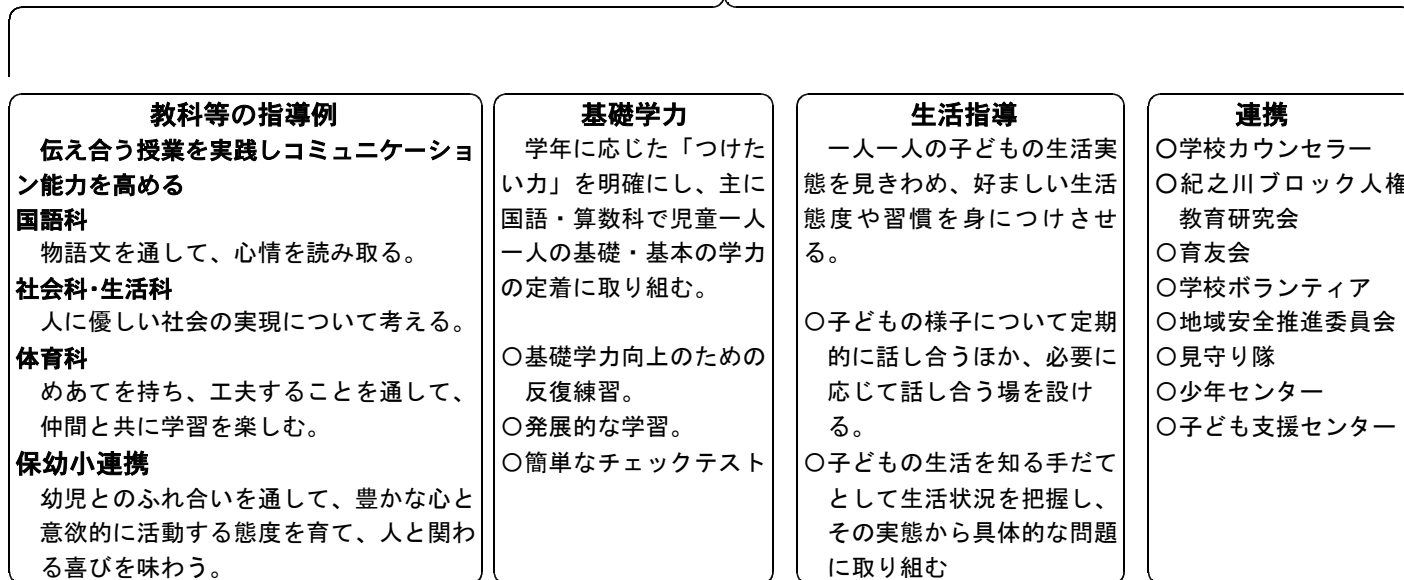 教科等の指導例
伝え合う授業を実践しコミュニケーショ
ン能力を高める
国語科
物語文を通して、心情を読み取る。
社会科・生活科
人に優しい社会の実現について考える。
体育科
めあてを持ち、工夫することを通して、
仲間と共に学習を楽しむ。
保幼小連携
幼児とのふれ合いを通して、豊かな心と
意欲的に活動する態度を育て、人と関わ
る喜びを味わう。
基礎学力
学年に応じた「つけた
い力」を明確にし、主に
国語・算数科で児童一人
一人の基礎・基本の学力
の定着に取り組む。
〇基礎学力向上のための
反復練習。
〇発展的な学習。
〇簡単なチェックテスト
生活指導
一人一人の子どもの生活実
態を見きわめ、好ましい生活
態度や習慣を身につけさせ
る。
〇子どもの様子について定期
的に話し合うほか、必要に
応じて話し合う場を設け
る。
〇子どもの生活を知る手だて
として生活状況を把握し、
その実態から具体的な問題
に取り組む
連携
〇学校カウンセラー
〇紀之川ブロック人権
教育研究会
〇育友会
〇学校ボランティア
〇地域安全推進委員会
〇見守り隊
〇少年センター
〇子ども支援センター